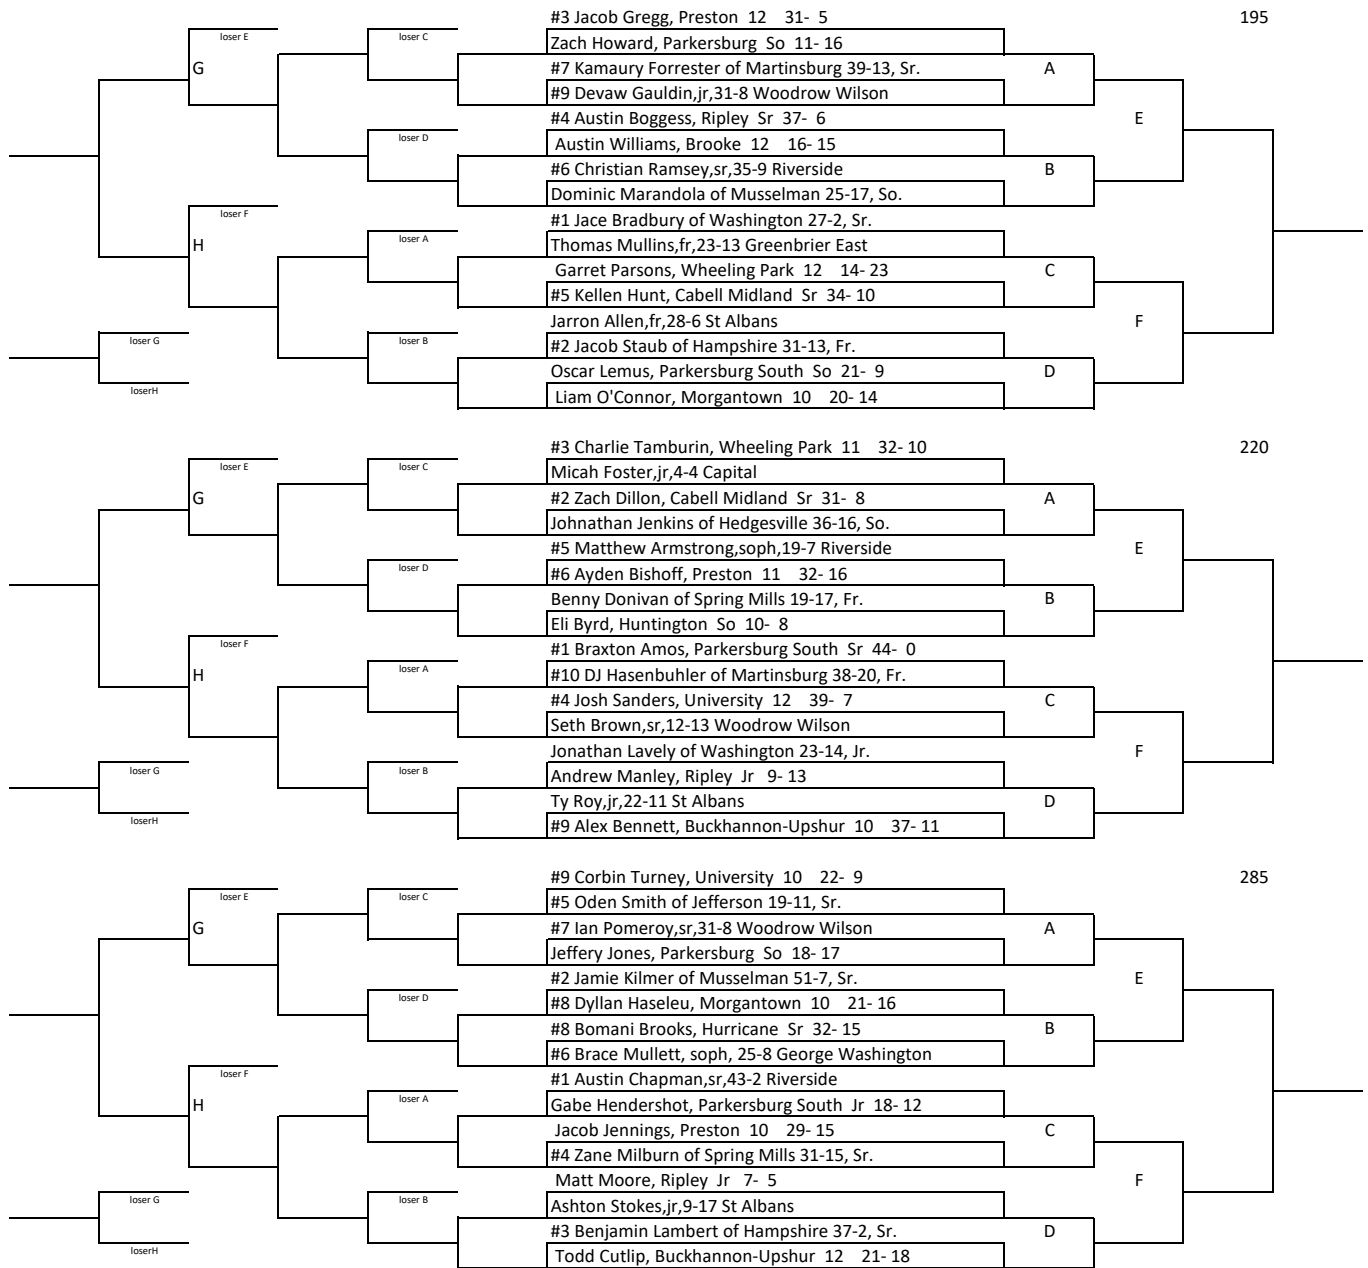 #3 Jacob Gregg, Preston 12 31- 5
195
loser E
loser C
Zach Howard, Parkersburg So 11- 16
G
#7 Kamaury Forrester of Martinsburg 39-13, Sr.
A
#9 Devaw Gauldin,jr,31-8 Woodrow Wilson
#4 Austin Boggess, Ripley Sr 37- 6
E
loser D
Austin Williams, Brooke 12 16- 15
#6 Christian Ramsey,sr,35-9 Riverside
B
Dominic Marandola of Musselman 25-17, So.
loser F
#1 Jace Bradbury of Washington 27-2, Sr.
H
loser A
Thomas Mullins,fr,23-13 Greenbrier East
Garret Parsons, Wheeling Park 12 14- 23
C
#5 Kellen Hunt, Cabell Midland Sr 34- 10
Jarron Allen,fr,28-6 St Albans
F
loser G
loser B
#2 Jacob Staub of Hampshire 31-13, Fr.
Oscar Lemus, Parkersburg South So 21- 9
D
loserH
Liam O'Connor, Morgantown 10 20- 14
#3 Charlie Tamburin, Wheeling Park 11 32- 10
220
loser E
loser C
Micah Foster,jr,4-4 Capital
G
#2 Zach Dillon, Cabell Midland Sr 31- 8
A
Johnathan Jenkins of Hedgesville 36-16, So.
#5 Matthew Armstrong,soph,19-7 Riverside
E
loser D
#6 Ayden Bishoff, Preston 11 32- 16
Benny Donivan of Spring Mills 19-17, Fr.
B
Eli Byrd, Huntington So 10- 8
loser F
#1 Braxton Amos, Parkersburg South Sr 44- 0
H
loser A
#10 DJ Hasenbuhler of Martinsburg 38-20, Fr.
#4 Josh Sanders, University 12 39- 7
C
Seth Brown,sr,12-13 Woodrow Wilson
Jonathan Lavely of Washington 23-14, Jr.
F
loser G
loser B
Andrew Manley, Ripley Jr 9- 13
Ty Roy,jr,22-11 St Albans
D
loserH
#9 Alex Bennett, Buckhannon-Upshur 10 37- 11
#9 Corbin Turney, University 10 22- 9
285
loser E
loser C
#5 Oden Smith of Jefferson 19-11, Sr.
G
#7 Ian Pomeroy,sr,31-8 Woodrow Wilson
A
Jeffery Jones, Parkersburg So 18- 17
#2 Jamie Kilmer of Musselman 51-7, Sr.
E
loser D
#8 Dyllan Haseleu, Morgantown 10 21- 16
#8 Bomani Brooks, Hurricane Sr 32- 15
B
#6 Brace Mullett, soph, 25-8 George Washington
loser F
#1 Austin Chapman,sr,43-2 Riverside
H
loser A
Gabe Hendershot, Parkersburg South Jr 18- 12
Jacob Jennings, Preston 10 29- 15
C
#4 Zane Milburn of Spring Mills 31-15, Sr.
Matt Moore, Ripley Jr 7- 5
F
loser G
loser B
Ashton Stokes,jr,9-17 St Albans
#3 Benjamin Lambert of Hampshire 37-2, Sr.
D
loserH
Todd Cutlip, Buckhannon-Upshur 12 21- 18